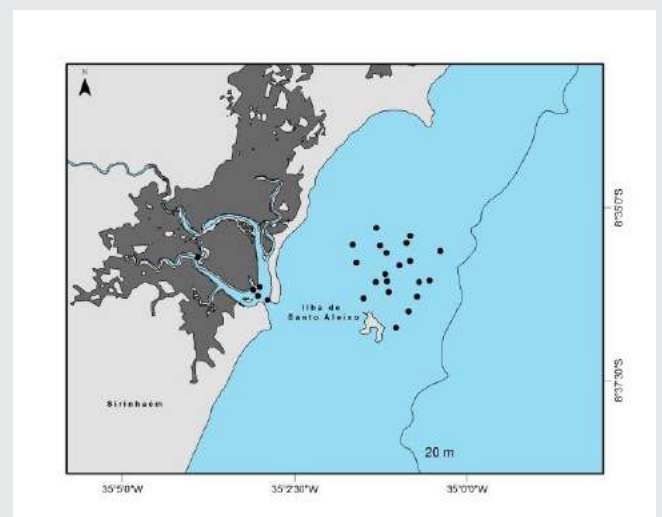 N
8°35'0"S
Ilha de
Santo Aleixo
8°37'30"S
Sirinhaém
20 m
35°5'0"W
35°2'30"W
35°0'0"W